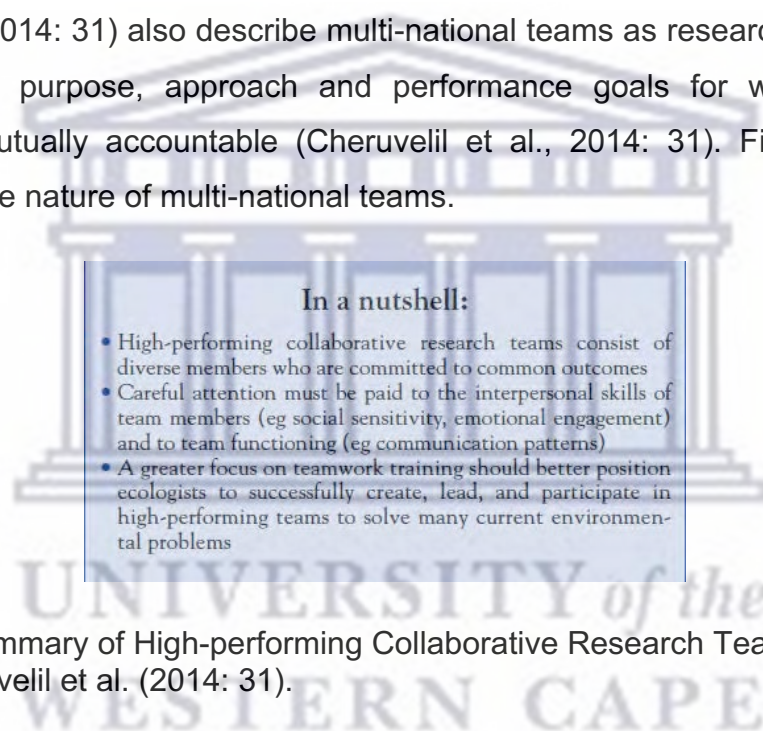 014: 31) also describe multi-national teams as researc
purpose, approach and performance goals for w
utually accountable (Cheruvelil et al., 2014: 31). Fi
e nature of multi-national teams.
In a nutshell:
• High-performing collaborative research teams consist of
diverse members who are committed to common outcomes
• Careful attention must be paid to the interpersonal skills of
team members (eg social sensitivity, emotional engagement)
and to team functioning (eg communication patterns)
• A greater focus on teamwork training should better position
ecologists to successfully create, lead, and participate in
high-performing teams to solve many current environmen-
tal problems
UNIVERSITY of the
mmary of High-performing Collaborative Research Tea
velil et al. (2014: 31).
WESTERN CAPE